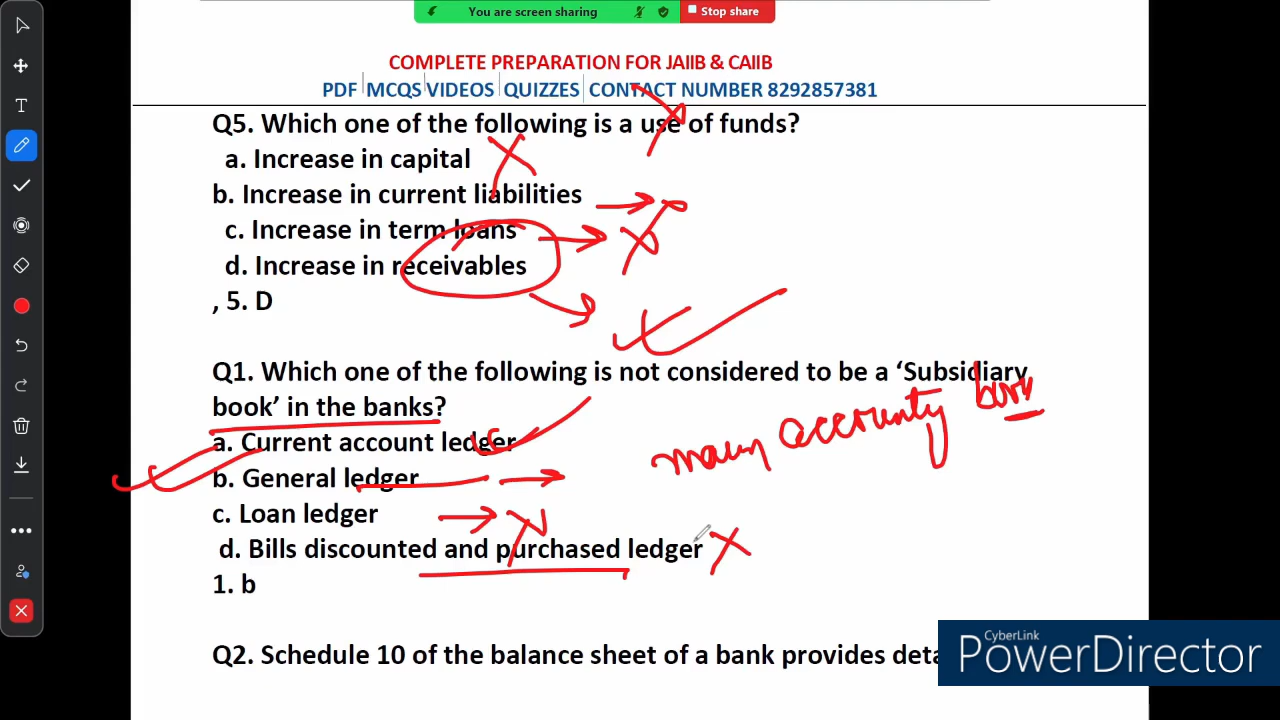 You are screen sharing Stop share
COMPLETE PREPARATION FOR JAIIB & CAIIB
PDF MCQS VIDEOS QUIZZES CONTACT NUMBER 8292857381
Q5. Which one of the following is a use of funds?
a. Increase in capital
b. Increase in current liabilities
c. Increase in term loans
d. Increase in receivables
, 5. D
Q1. Which one of the following is not considered to be a ‘Subsidiary
book’ in the banks?
a. Current account ledger
b. General ledger
main accounty book
c. Loan ledger
d. Bills discounted and purchased ledger
1. b
Q2. Schedule 10 of the balance sheet of a bank provides deta
CyberLink
PowerDirector